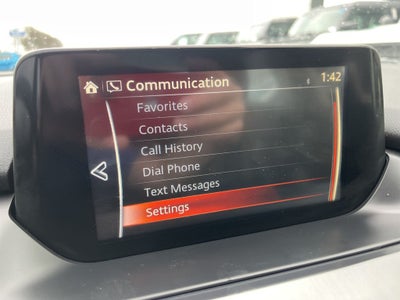 Communication
1:42
Favorites
Contacts
Call History
Dial Phone
Text Messages
Settings